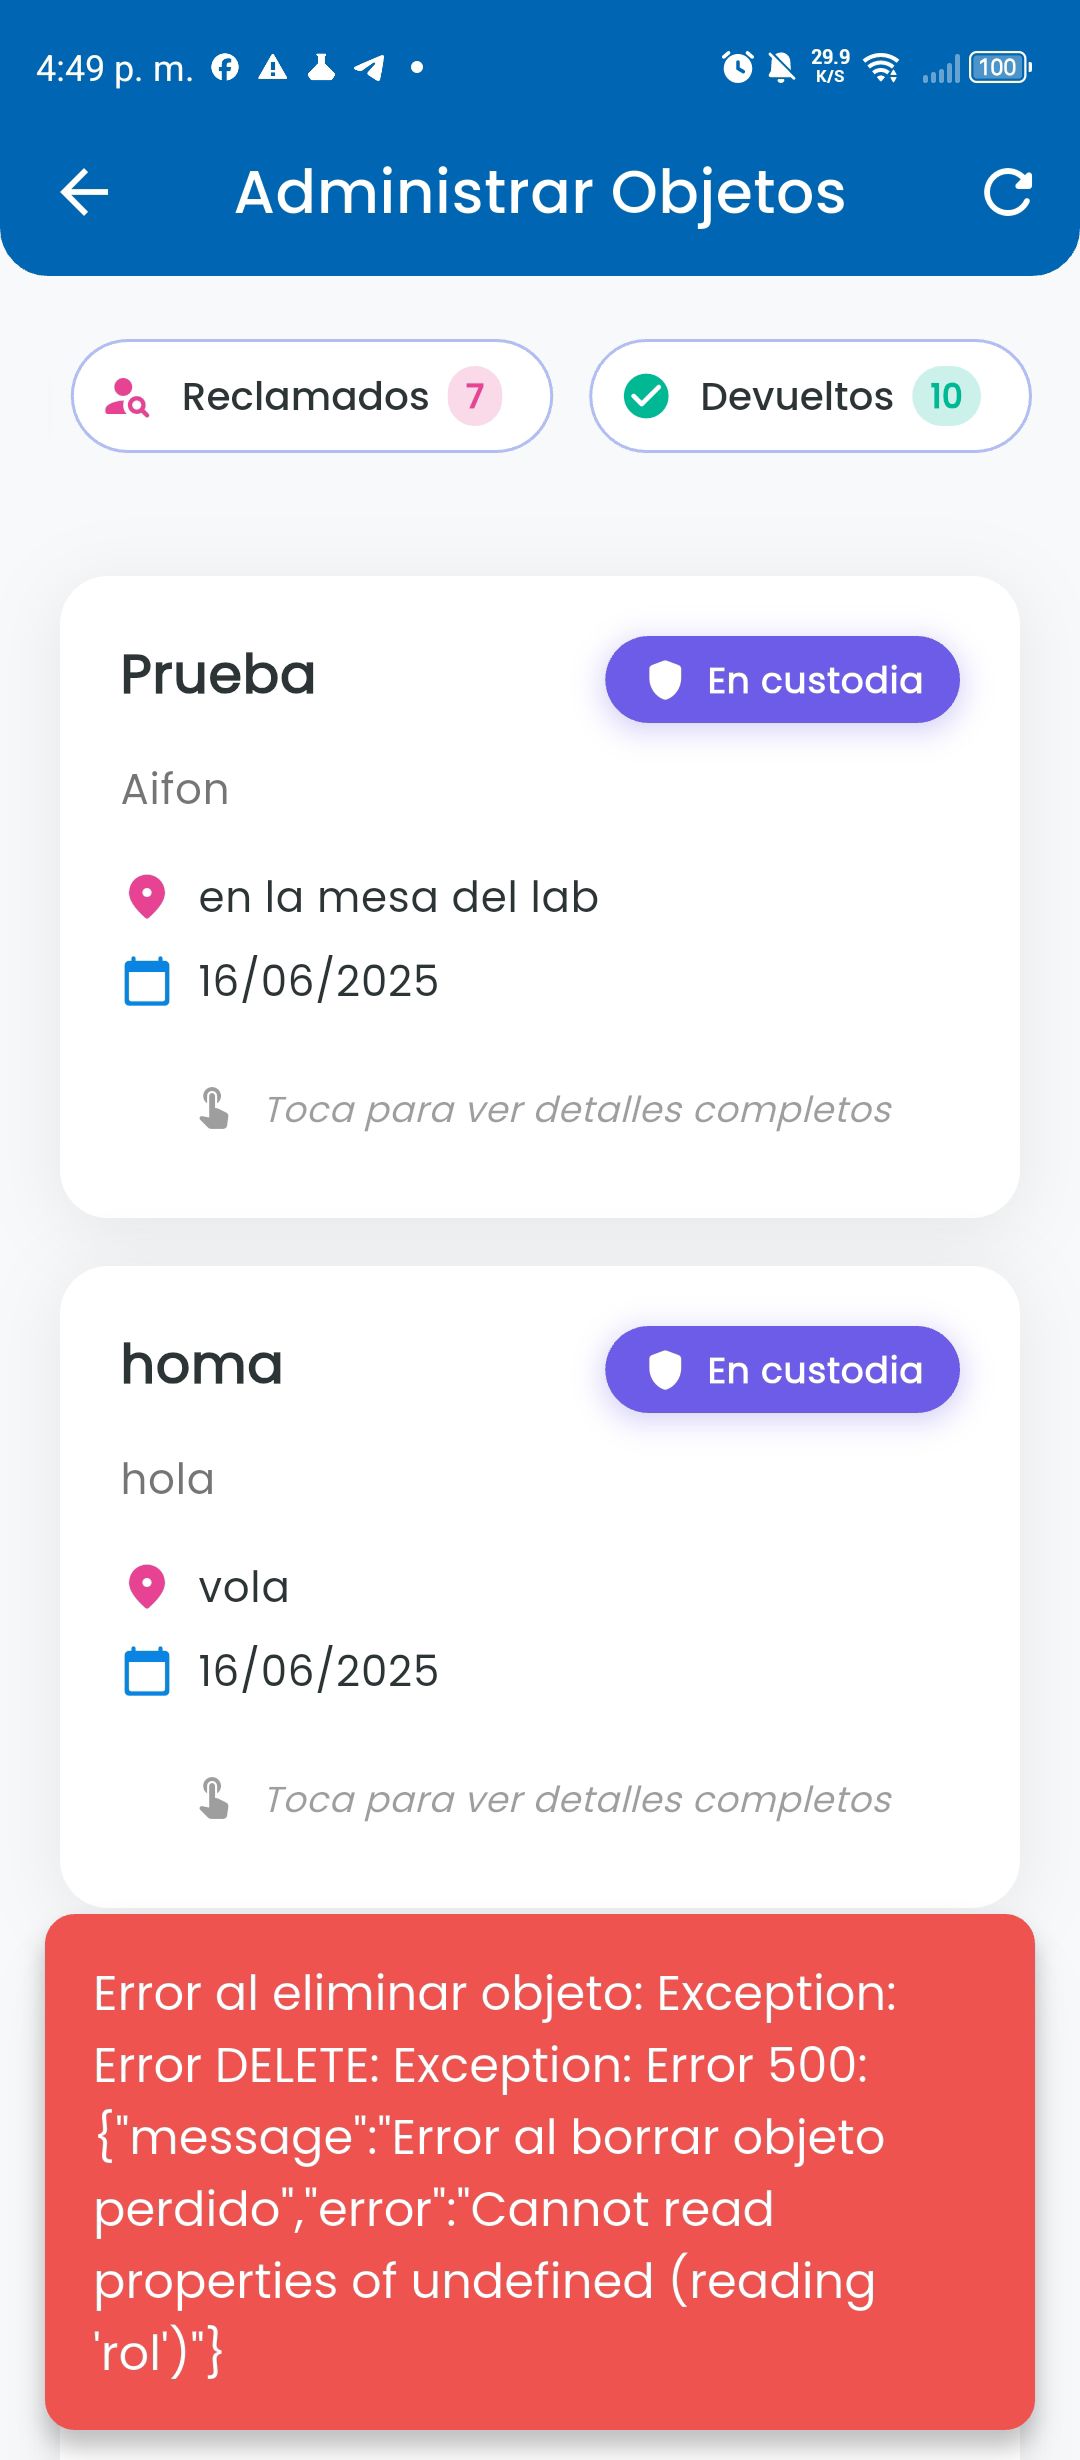 4:49 p. m.
29.9
K/S
100
Administrar Objetos
Reclamados 7
Devueltos 10
Prueba
En custodia
Aifon
en la mesa del lab
16/06/2025
Toca para ver detalles completos
homa
En custodia
hola
vola
16/06/2025
Toca para ver detalles completos
Error al eliminar objeto: Exception:
Error DELETE: Exception: Error 500:
{"message":"Error al borrar objeto
perdido","error":"Cannot read
properties of undefined (reading
'rol')"}